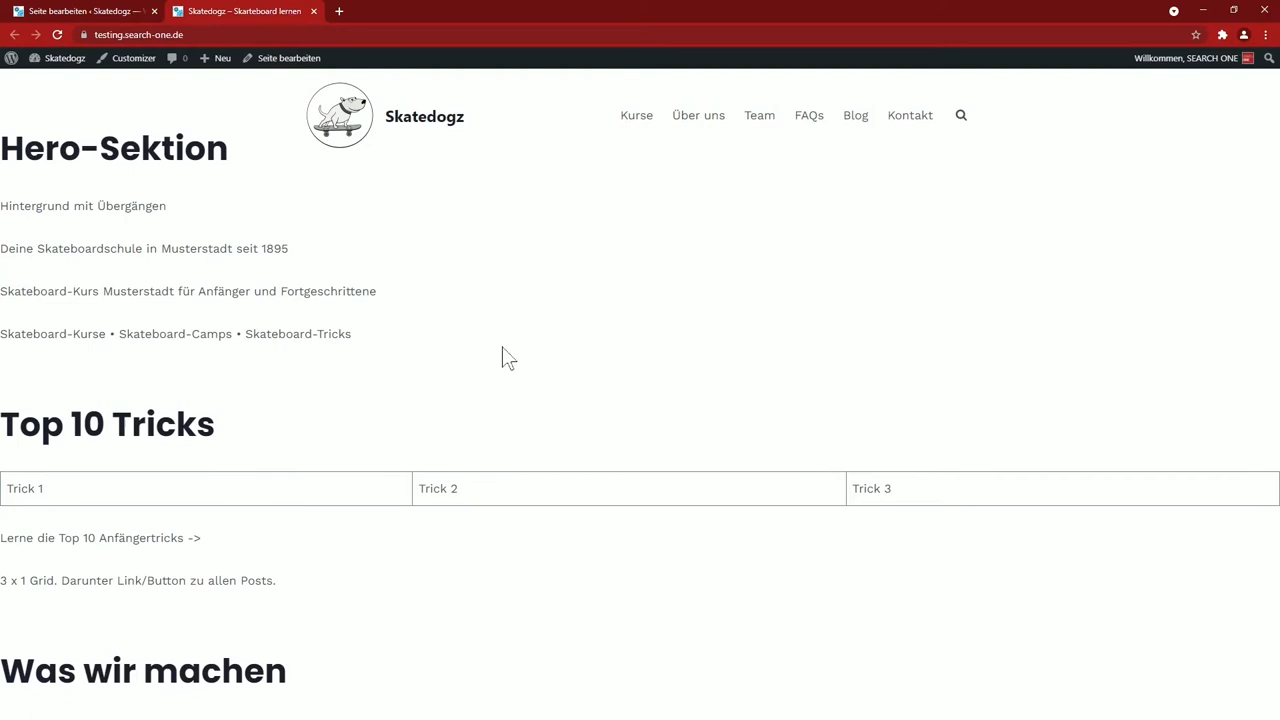 Seite bearbeiten ‹ Skatedogz —
Skatedogz – Skarteboard lernen
testing.search-one.de
Skatedogz
Customizer
0
Neu
Seite bearbeiten
Willkommen, SEARCH ONE
Skatedogz
Kurse
Über uns
Team
FAQs
Blog
Kontakt
Hero-Sektion
Hintergrund mit Übergängen
Deine Skateboardschule in Musterstadt seit 1895
Skateboard-Kurs Musterstadt für Anfänger und Fortgeschrittene
Skateboard-Kurse • Skateboard-Camps • Skateboard-Tricks
Top 10 Tricks
Trick 1
Trick 2
Trick 3
Lerne die Top 10 Anfängertricks ->
3 x 1 Grid. Darunter Link/Button zu allen Posts.
Was wir machen